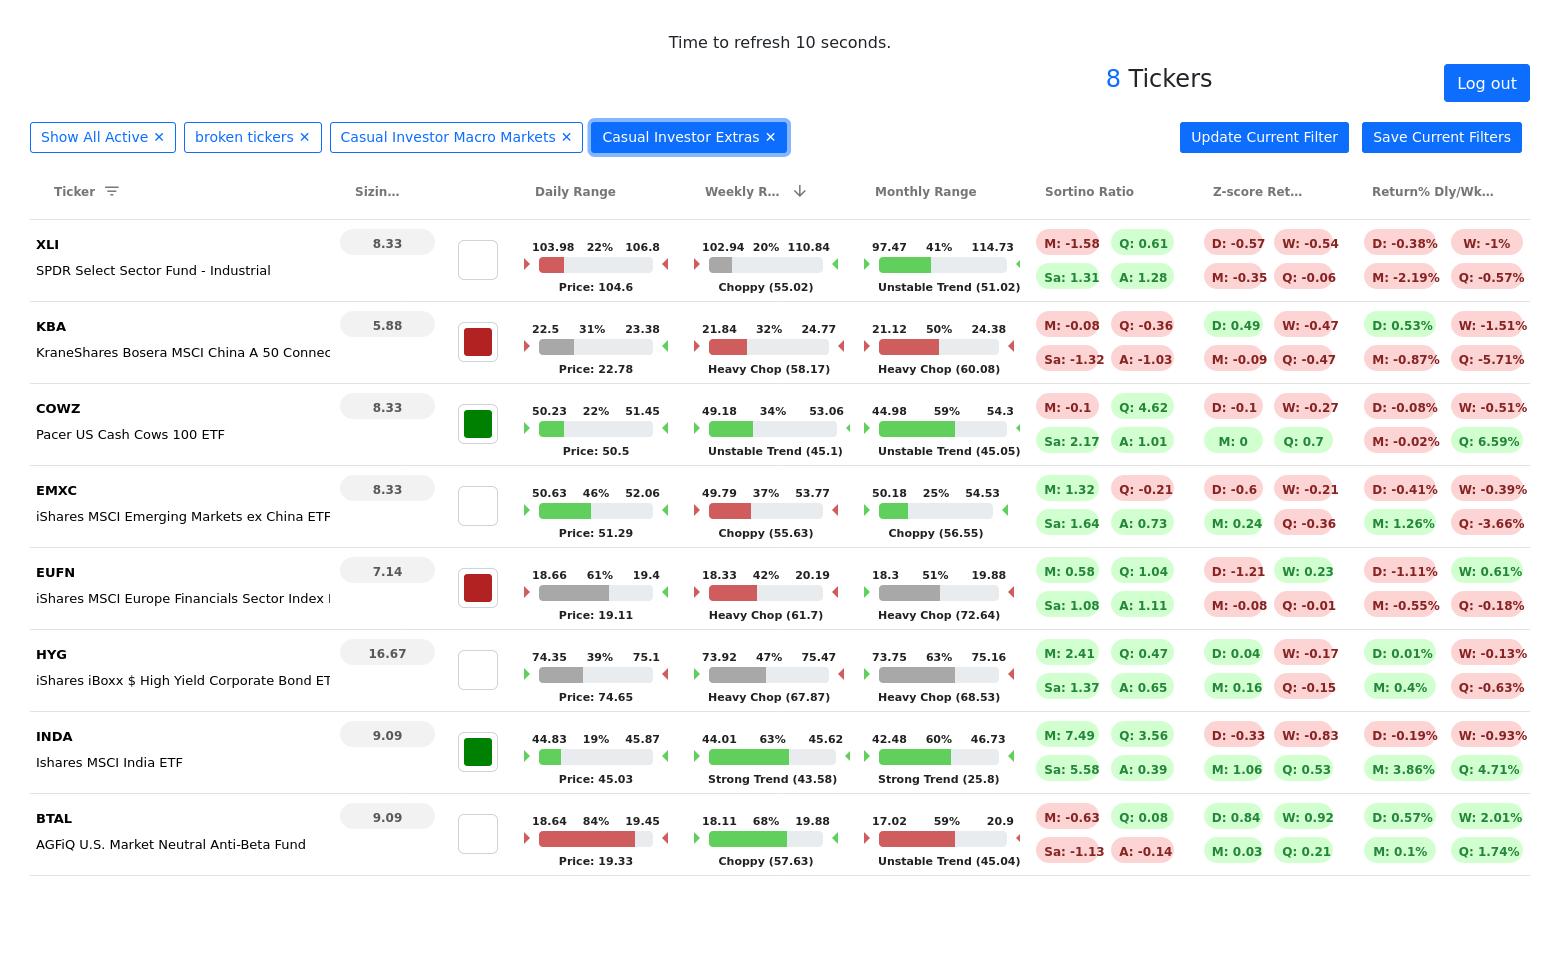 Time to refresh 10 seconds.
8 Tickers
Log out
Show All Active ✕ broken tickers ✕ Casual Investor Macro Markets ✕ Casual Investor Extras ✕ Update Current Filter Save Current Filters
Ticker Sizin... Daily Range Weekly R... Monthly Range Sortino Ratio Z-score Ret... Return% Dly/Wk...
XLI 8.33 103.98 22% 106.8 102.94 20% 110.84 97.47 41% 114.73 M: -1.58 Q: 0.61 D: -0.57 W: -0.54 D: -0.38% W: -1%
SPDR Select Sector Fund - Industrial Price: 104.6 Choppy (55.02) Unstable Trend (51.02) Sa: 1.31 A: 1.28 M: -0.35 Q: -0.06 M: -2.19% Q: -0.57%
KBA 5.88 22.5 31% 23.38 21.84 32% 24.77 21.12 50% 24.38 M: -0.08 Q: -0.36 D: 0.49 W: -0.47 D: 0.53% W: -1.51%
KraneShares Bosera MSCI China A 50 Connec Price: 22.78 Heavy Chop (58.17) Heavy Chop (60.08) Sa: -1.32 A: -1.03 M: -0.09 Q: -0.47 M: -0.87% Q: -5.71%
COWZ 8.33 50.23 22% 51.45 49.18 34% 53.06 44.98 59% 54.3 M: -0.1 Q: 4.62 D: -0.1 W: -0.27 D: -0.08% W: -0.51%
Pacer US Cash Cows 100 ETF Price: 50.5 Unstable Trend (45.1) Unstable Trend (45.05) Sa: 2.17 A: 1.01 M: 0 Q: 0.7 M: -0.02% Q: 6.59%
EMXC 8.33 50.63 46% 52.06 49.79 37% 53.77 50.18 25% 54.53 M: 1.32 Q: -0.21 D: -0.6 W: -0.21 D: -0.41% W: -0.39%
iShares MSCI Emerging Markets ex China ETF Price: 51.29 Choppy (55.63) Choppy (56.55) Sa: 1.64 A: 0.73 M: 0.24 Q: -0.36 M: 1.26% Q: -3.66%
EUFN 7.14 18.66 61% 19.4 18.33 42% 20.19 18.3 51% 19.88 M: 0.58 Q: 1.04 D: -1.21 W: 0.23 D: -1.11% W: 0.61%
iShares MSCI Europe Financials Sector Index Price: 19.11 Heavy Chop (61.7) Heavy Chop (72.64) Sa: 1.08 A: 1.11 M: -0.08 Q: -0.01 M: -0.55% Q: -0.18%
HYG 16.67 74.35 39% 75.1 73.92 47% 75.47 73.75 63% 75.16 M: 2.41 Q: 0.47 D: 0.04 W: -0.17 D: 0.01% W: -0.13%
iShares iBoxx $ High Yield Corporate Bond ET Price: 74.65 Heavy Chop (67.87) Heavy Chop (68.53) Sa: 1.37 A: 0.65 M: 0.16 Q: -0.15 M: 0.4% Q: -0.63%
INDA 9.09 44.83 19% 45.87 44.01 63% 45.62 42.48 60% 46.73 M: 7.49 Q: 3.56 D: -0.33 W: -0.83 D: -0.19% W: -0.93%
Ishares MSCI India ETF Price: 45.03 Strong Trend (43.58) Strong Trend (25.8) Sa: 5.58 A: 0.39 M: 1.06 Q: 0.53 M: 3.86% Q: 4.71%
BTAL 9.09 18.64 84% 19.45 18.11 68% 19.88 17.02 59% 20.9 M: -0.63 Q: 0.08 D: 0.84 W: 0.92 D: 0.57% W: 2.01%
AGFiQ U.S. Market Neutral Anti-Beta Fund Price: 19.33 Choppy (57.63) Unstable Trend (45.04) Sa: -1.13 A: -0.14 M: 0.03 Q: 0.21 M: 0.1% Q: 1.74%